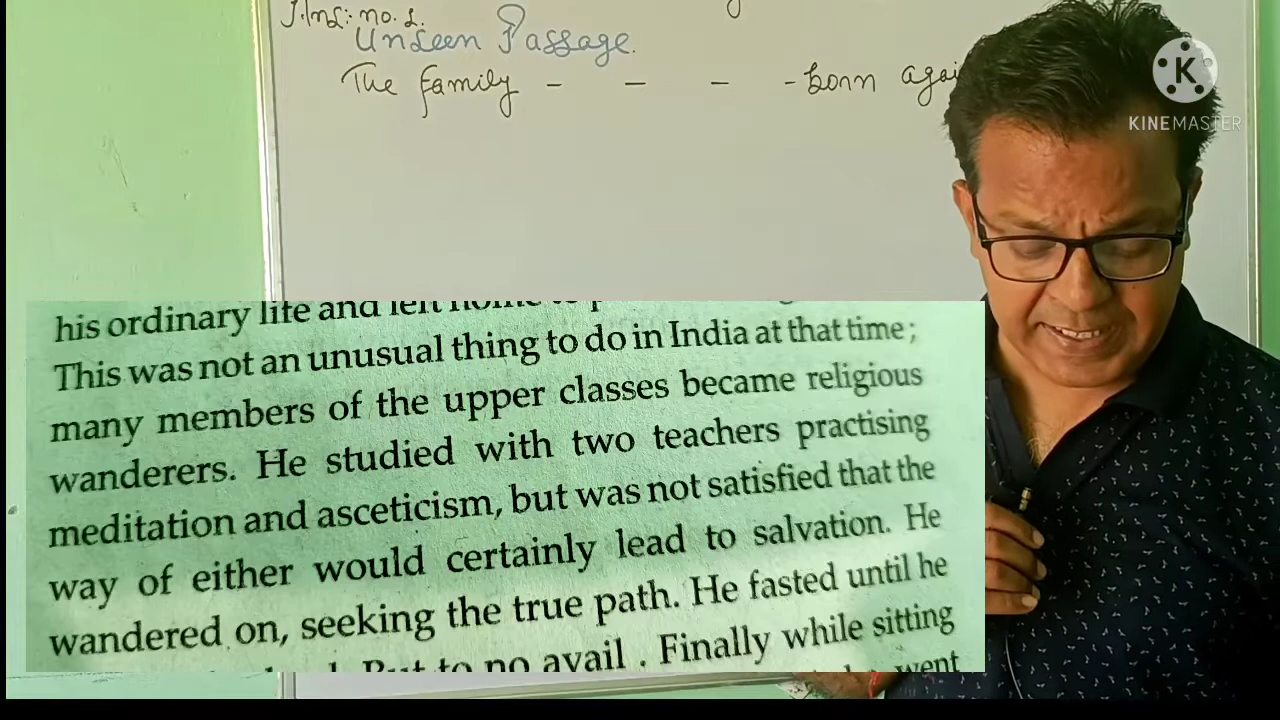 no. 2.
Unseen Passage.
The family - - - - born
KINEMASTER
his ordinary life and left
This was not an unusual thing to do in India at that time;
many members of the upper classes became religious
wanderers. He studied with two teachers practising
meditation and asceticism, but was not satisfied that the
way of either would certainly lead to salvation. He
wandered on, seeking the true path. He fasted until he
But to no avail . Finally while sitting
went